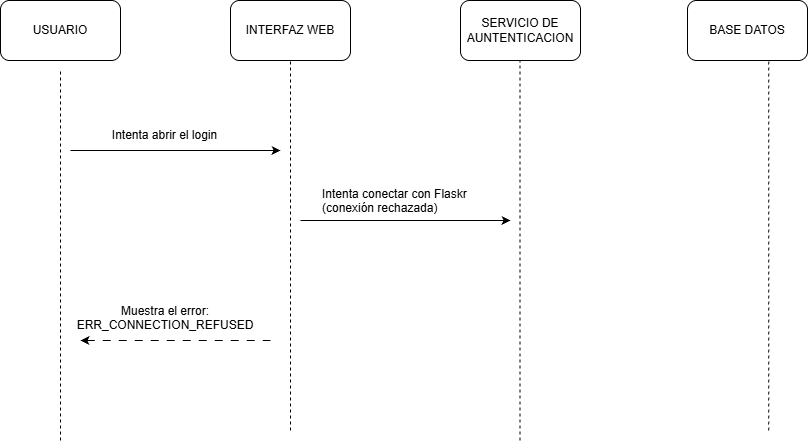 USUARIO
INTERFAZ WEB
SERVICIO DE
AUNTENTICACION
BASE DATOS
Intenta abrir el login
Intenta conectar con Flaskr
(conexión rechazada)
Muestra el error:
ERR_CONNECTION_REFUSED